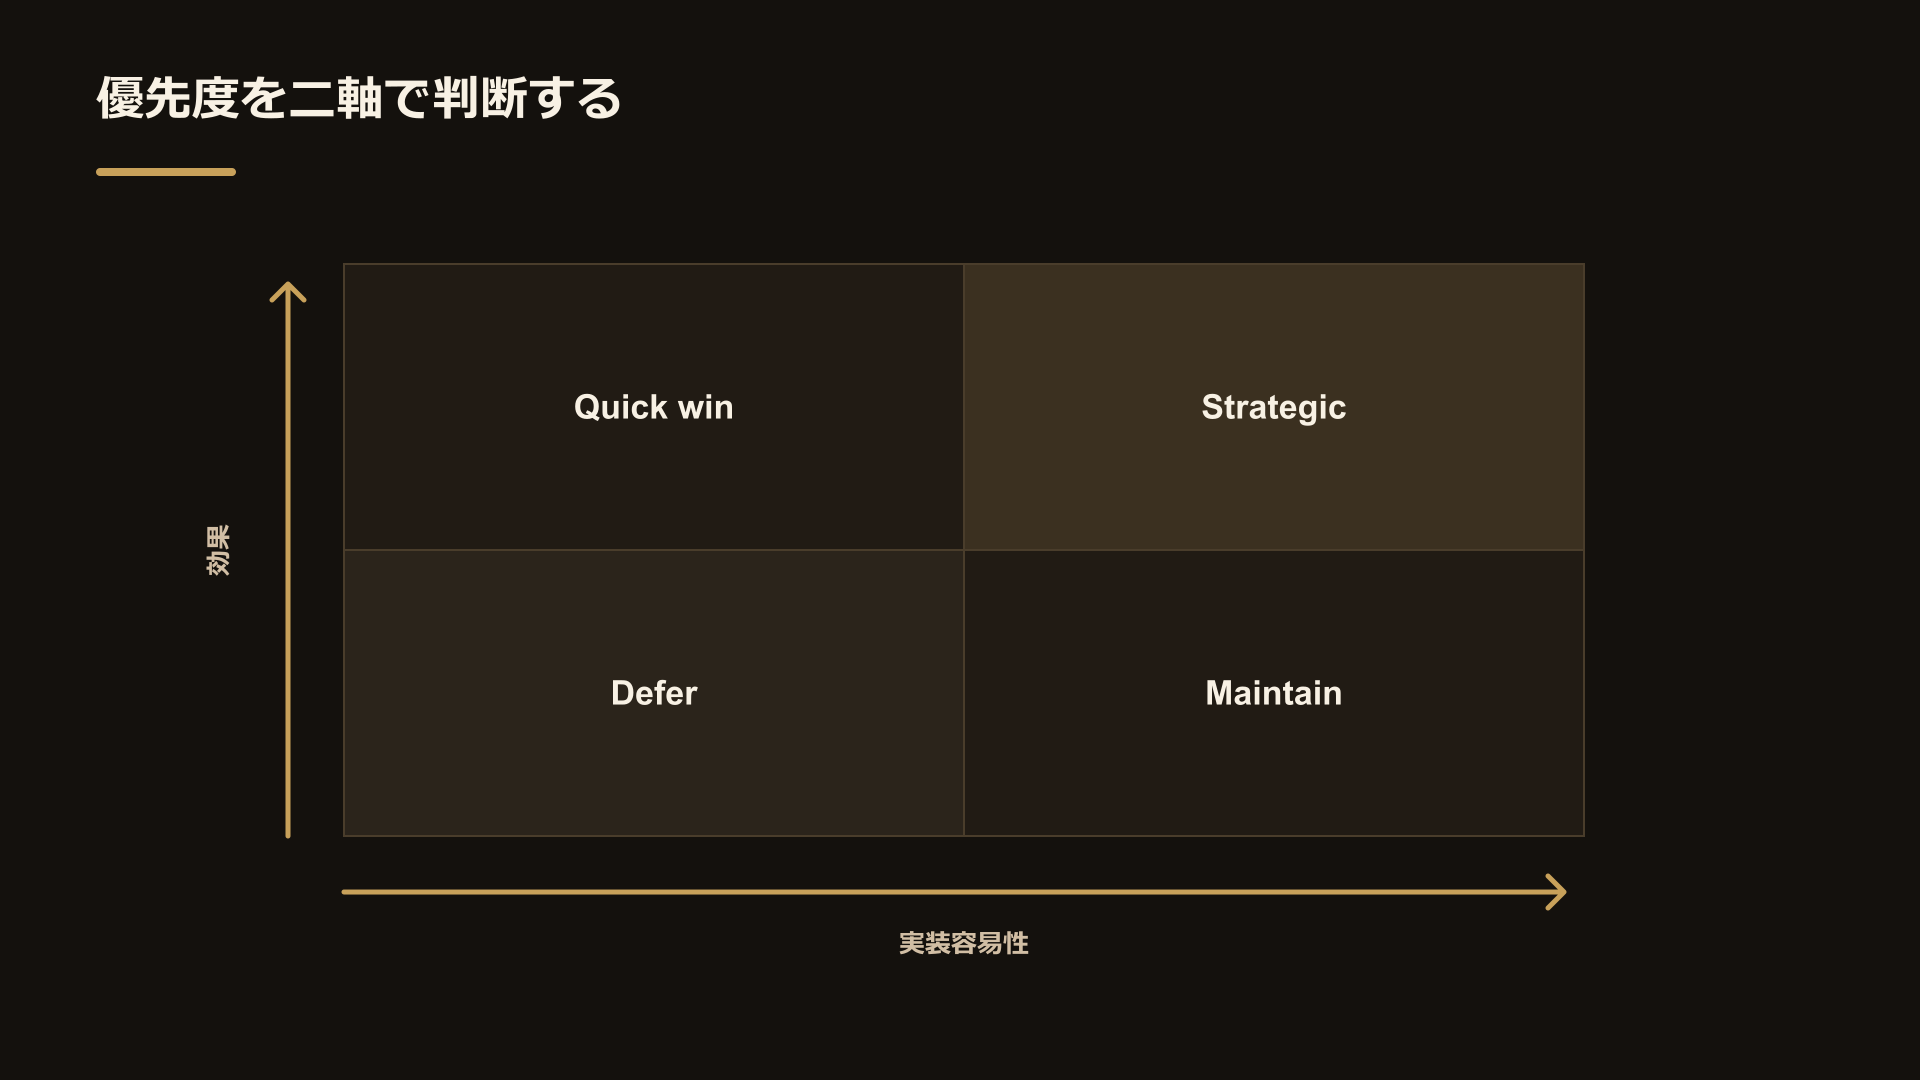 優先度を二軸で判断する
Quick win
Strategic
効果
Defer
Maintain
実装容易性